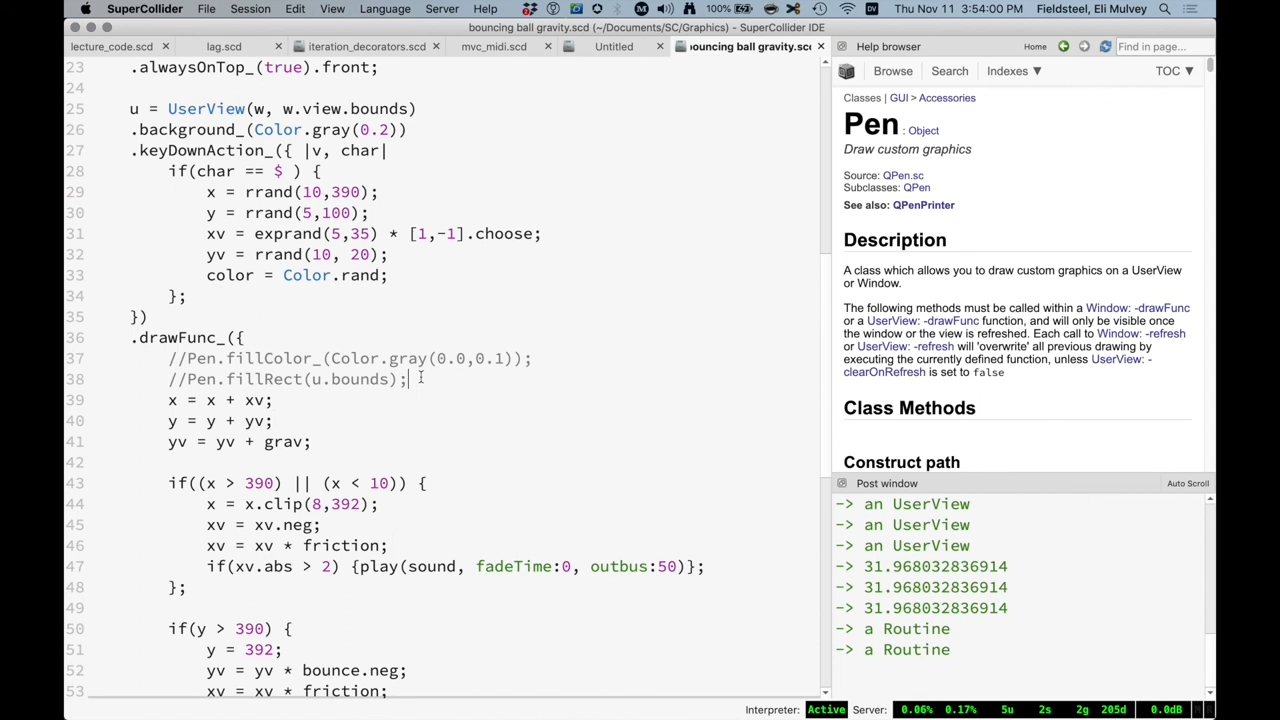 SuperCollider File Session Edit View Language Server Help 100% DV Thu Nov 11 3:54:00 PM Fieldsteel, Eli Mulvey
bouncing ball gravity.scd (~/Documents/SC/Graphics) - SuperCollider IDE
lecture_code.scd lag.scd iteration_decorators.scd mvc_midi.scd Untitled bouncing ball gravity.scd
Help browser Home Find in page...
Browse Search Indexes ▼ TOC ▼
23 .alwaysOnTop_(true).front;
24
25 u = UserView(w, w.view.bounds)
26 .background_(Color.gray(0.2))
27 .keyDownAction_({ |v, char|
28 if(char == $ ) {
29 x = rrand(10,390);
30 y = rrand(5,100);
31 xv = exprand(5,35) * [1,-1].choose;
32 yv = rrand(10, 20);
33 color = Color.rand;
34 };
35 })
36 .drawFunc_({
37 //Pen.fillColor_(Color.gray(0.0,0.1));
38 //Pen.fillRect(u.bounds);
39 x = x + xv;
40 y = y + yv;
41 yv = yv + grav;
42
43 if((x > 390) || (x < 10)) {
44 x = x.clip(8,392);
45 xv = xv.neg;
46 xv = xv * friction;
47 if(xv.abs > 2) {play(sound, fadeTime:0, outbus:50)};
48 };
49
50 if(y > 390) {
51 y = 392;
52 yv = yv * bounce.neg;
53 xv = xv * friction;
Classes | GUI > Accessories
Pen : Object
Draw custom graphics
Source: QPen.sc
Subclasses: QPen
See also: QPenPrinter
Description
A class which allows you to draw custom graphics on a UserView
or Window.
The following methods must be called within a Window: -drawFunc
or a UserView: -drawFunc function, and will only be visible once
the window or the view is refreshed. Each call to Window: -refresh
or UserView: -refresh will 'overwrite' all previous drawing by
executing the currently defined function, unless UserView: -
clearOnRefresh is set to false
Class Methods
Construct path
Post window Auto Scroll
-> an UserView
-> an UserView
-> an UserView
-> 31.968032836914
-> 31.968032836914
-> 31.968032836914
-> a Routine
-> a Routine
Interpreter: Active Server: 0.06% 0.17% 5u 2s 2g 205d 0.0dB M R